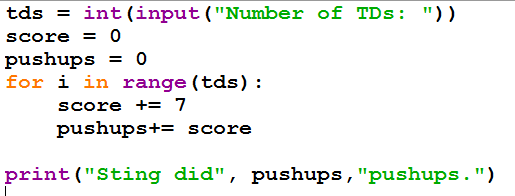 tds = int(input("Number of TDs: "))
score = 0
pushups = 0
for i in range(tds):
    score += 7
    pushups+= score
print("Sting did", pushups,"pushups.")